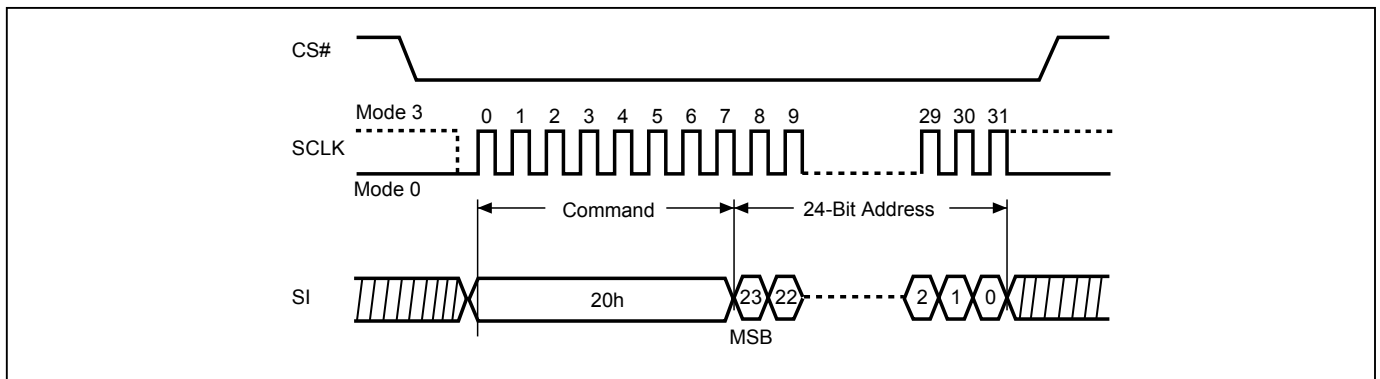 CS#
Mode 3
0 1 2 3 4 5 6 7 8 9 29 30 31
SCLK
Mode 0
Command 24-Bit Address
SI 20h 23 22 2 1 0
MSB